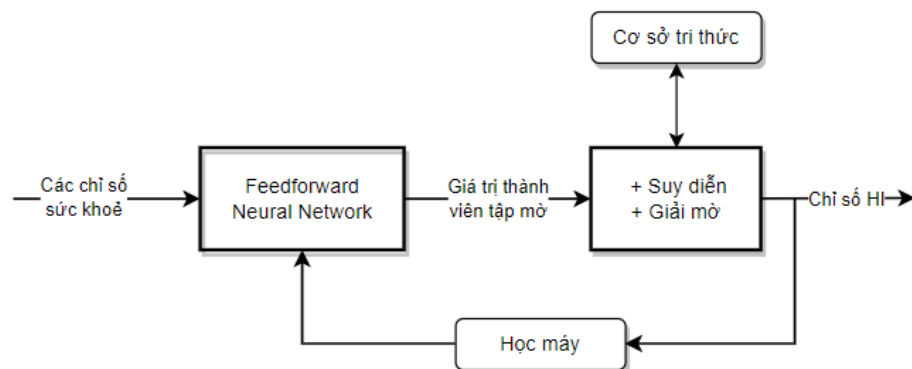 Cơ sở tri thức
Các chỉ số
sức khoẻ
Feedforward
Neural Network
Giá trị thành
viên tập mờ
+ Suy diễn
+ Giải mờ
Chỉ số HI
Học máy